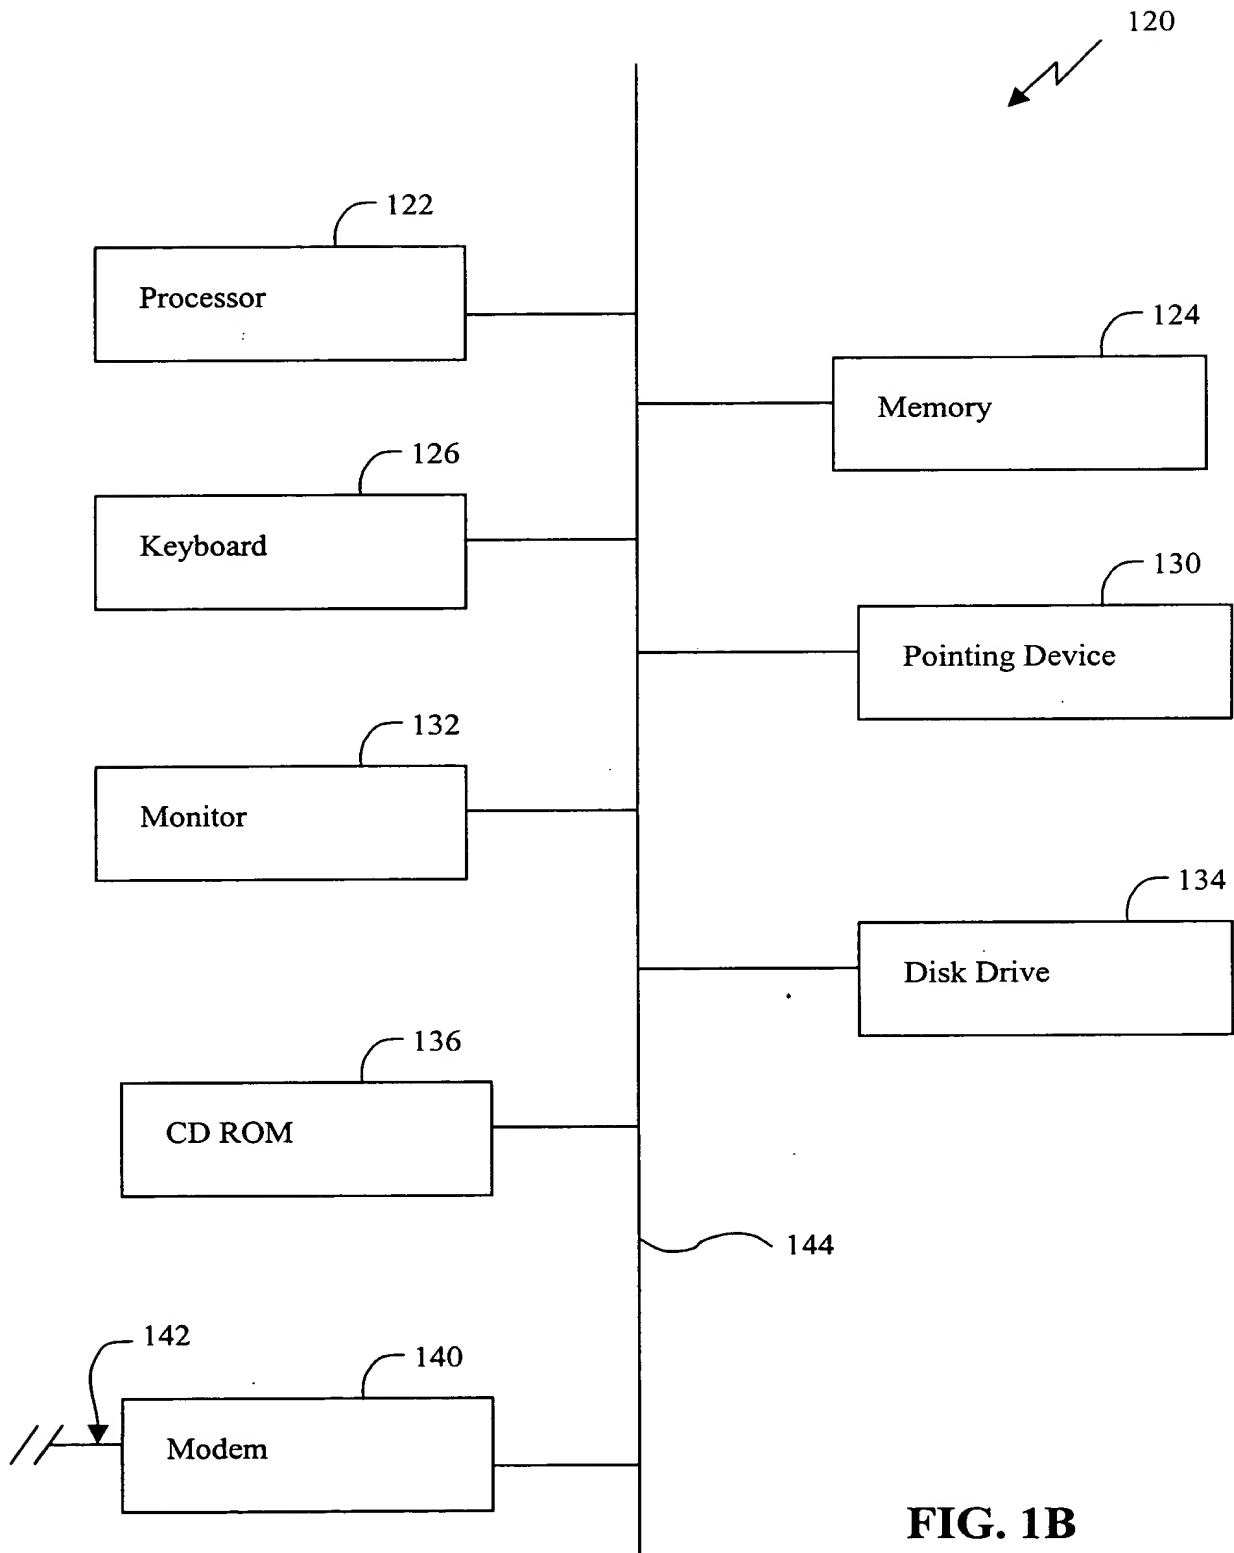 120
122
Processor
124
Memory
126
Keyboard
130
Pointing Device
132
Monitor
134
Disk Drive
136
CD ROM
144
142
140
Modem
FIG. 1B